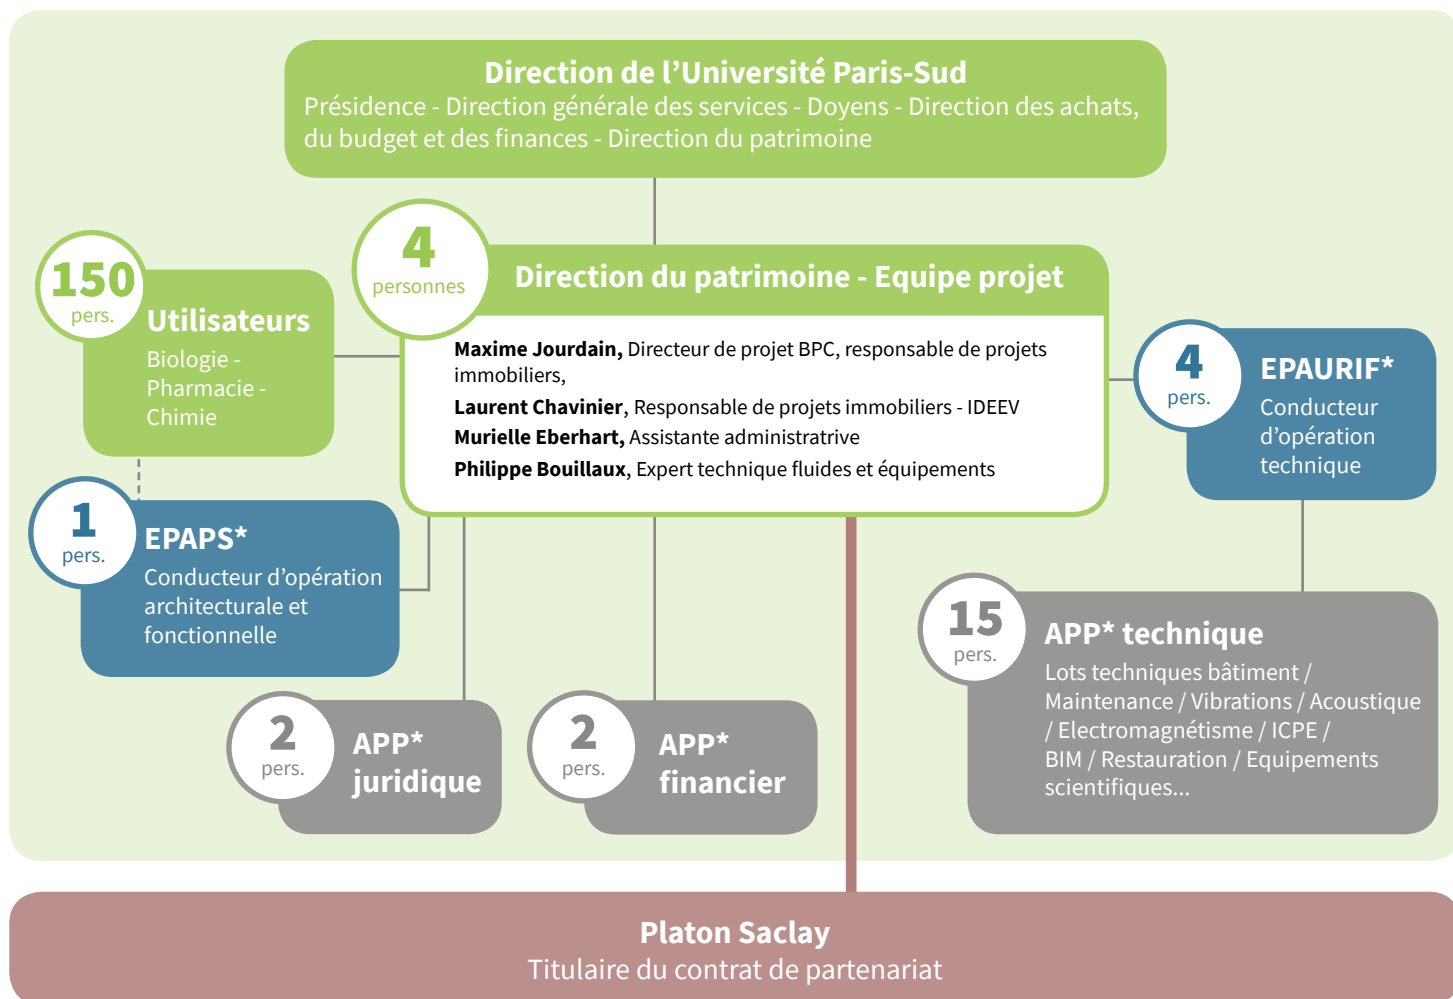 Direction de l’Université Paris-Sud
Présidence - Direction générale des services - Doyens - Direction des achats,
du budget et des finances - Direction du patrimoine
4
personnes
Direction du patrimoine - Equipe projet
Maxime Jourdain, Directeur de projet BPC, responsable de projets
immobiliers,
Laurent Chavinier, Responsable de projets immobiliers - IDEEV
Murielle Eberhart, Assistante administratrive
Philippe Bouillaux, Expert technique fluides et équipements
150
pers.
Utilisateurs
Biologie -
Pharmacie -
Chimie
4
pers.
EPAURIF*
Conducteur
d’opération
technique
1
pers.
EPAPS*
Conducteur d’opération
architecturale et
fonctionnelle
15
pers.
APP* technique
Lots techniques bâtiment /
Maintenance / Vibrations / Acoustique
/ Electromagnétisme / ICPE /
BIM / Restauration / Equipements
scientifiques...
2
pers.
APP*
juridique
2
pers.
APP*
financier
Platon Saclay
Titulaire du contrat de partenariat